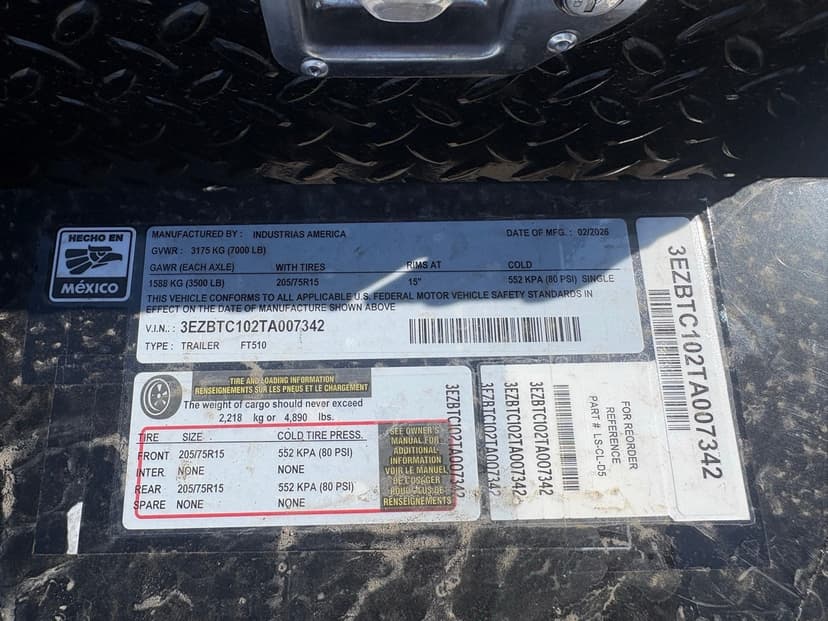 HECHO EN
MÉXICO
MANUFACTURED BY : INDUSTRIAS AMERICA DATE OF MFG. : 02/2026
GVWR : 3175 KG (7000 LB)
GAWR (EACH AXLE) WITH TIRES RIMS AT COLD
1588 KG (3500 LB) 205/75R15 15" 552 KPA (80 PSI) SINGLE
THIS VEHICLE CONFORMS TO ALL APPLICABLE U.S. FEDERAL MOTOR VEHICLE SAFETY STANDARDS IN
EFFECT ON THE DATE OF MANUFACTURE SHOWN ABOVE
V.I.N. : 3EZBTC102TA007342
TYPE : TRAILER FT510
3EZBTC102TA007342
TIRE AND LOADING INFORMATION
RENSEIGNEMENTS SUR LES PNEUS ET LE CHARGEMENT
The weight of cargo should never exceed
2,218 kg or 4,890 lbs.
TIRE SIZE COLD TIRE PRESS.
FRONT 205/75R15 552 KPA (80 PSI)
INTER. NONE NONE
REAR 205/75R15 552 KPA (80 PSI)
SPARE NONE NONE
SEE OWNER'S
MANUAL FOR
ADDITIONAL
INFORMATION
VOIR LE MANUEL
DE L'USAGER
POUR PLUS DE
RENSEIGNEMENTS
3EZBTC102TA007342
3EZBTC102TA007342
3EZBTC102TA007342
3EZBTC102TA007342
FOR REORDER
REFERENCE
PART # LS-CL-D5